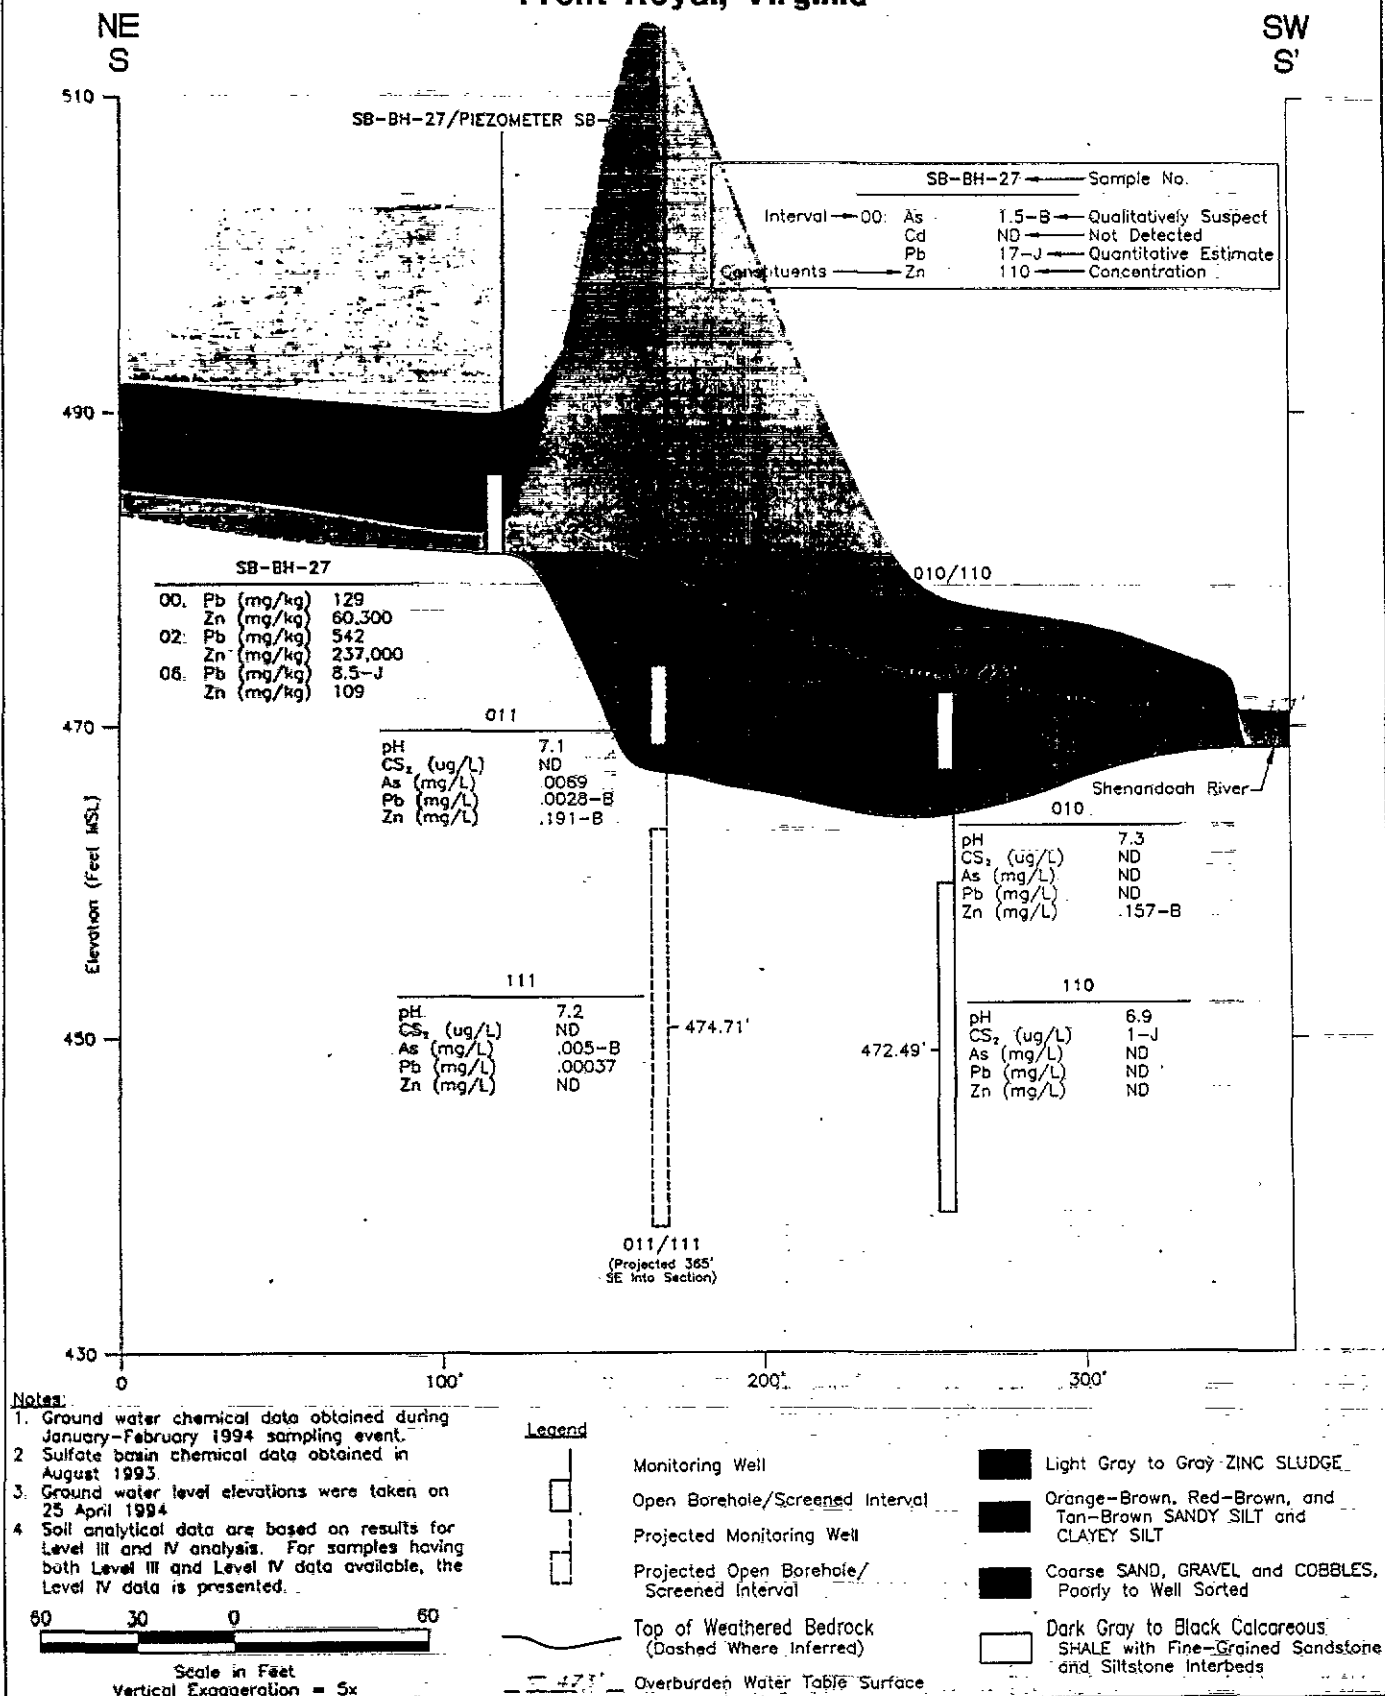 Front Royal, Virginia
NE
S
SW
S'
510
SB-BH-27/PIEZOMETER SB-
SB-BH-27 Sample No.
Interval 00: As 1.5-B Qualitatively Suspect
Cd ND Not Detected
Pb 17-J Quantitative Estimate
Constituents Zn 110 Concentration
490
SB-BH-27
00. Pb (mg/kg) 129
Zn (mg/kg) 60,300
02: Pb (mg/kg) 542
Zn (mg/kg) 237,000
06. Pb (mg/kg) 8.5-J
Zn (mg/kg) 109
010/110
470
011
pH 7.1
CS₂ (ug/L) ND
As (mg/L) .0069
Pb (mg/L) .0028-B
Zn (mg/L) .191-B
Shenandoah River
010
pH 7.3
CS₂ (ug/L) ND
As (mg/L) ND
Pb (mg/L) ND
Zn (mg/L) .157-B
Elevation (Feet MSL)
111
pH 7.2
CS₂ (ug/L) ND
As (mg/L) .005-B
Pb (mg/L) .00037
Zn (mg/L) ND
474.71'
472.49'
110
pH 6.9
CS₂ (ug/L) 1-J
As (mg/L) ND
Pb (mg/L) ND
Zn (mg/L) ND
450
011/111
(Projected 365'
SE Into Section)
430
0 100' 200' 300'
Notes:
1. Ground water chemical data obtained during
January-February 1994 sampling event.
2 Sulfate basin chemical data obtained in
August 1993.
3. Ground water level elevations were taken on
25 April 1994
4 Soil analytical data are based on results for
Level III and IV analysis. For samples having
both Level III and Level IV data available, the
Level IV data is presented.
60 30 0 60
Scale in Feet
Vertical Exaggeration = 5x
Legend
Monitoring Well
Open Borehole/Screened Interval
Projected Monitoring Well
Projected Open Borehole/
Screened Interval
Top of Weathered Bedrock
(Dashed Where Inferred)
473' Overburden Water Table Surface
Light Gray to Gray ZINC SLUDGE
Orange-Brown, Red-Brown, and
Tan-Brown SANDY SILT and
CLAYEY SILT
Coarse SAND, GRAVEL and COBBLES,
Poorly to Well Sorted
Dark Gray to Black Calcareous
SHALE with Fine-Grained Sandstone
and Siltstone Interbeds